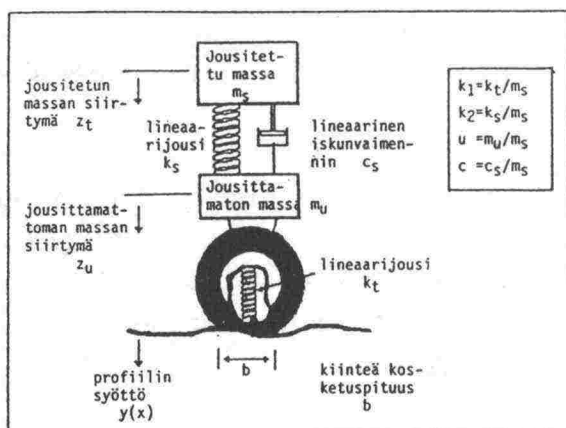 Jousitet-
tu massa
m_s
jousitetun
massan siir-
tymä z_t
lineaa-
rijousi
k_s
lineaarinen
iskunvaimen-
nin c_s
k_1=k_t/m_s
k_2=k_s/m_s
u =m_u/m_s
c =c_s/m_s
Jousitta-
maton massa m_u
jousittamat-
toman massan
siirtymä
z_u
lineaarijousi
k_t
profiilin
syöttö
y(x)
b
kiinteä kos-
ketuspituus
b